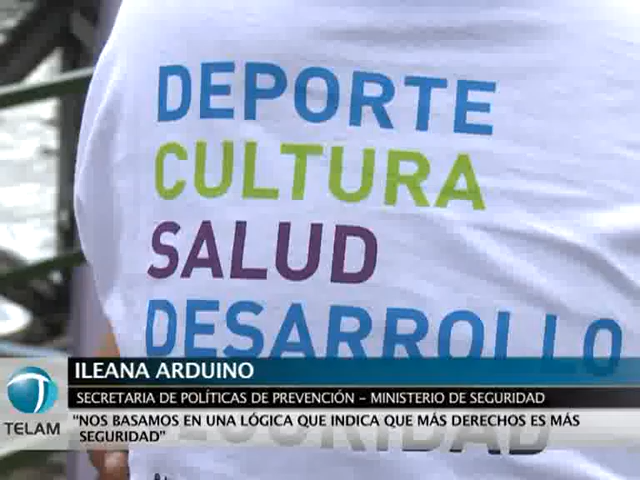 DEPORTE
CULTURA
SALUD
DESARROLLO
ILEANA ARDUINO
SECRETARIA DE POLÍTICAS DE PREVENCIÓN – MINISTERIO DE SEGURIDAD
TELAM
“NOS BASAMOS EN UNA LÓGICA QUE INDICA QUE MÁS DERECHOS ES MÁS
SEGURIDAD”